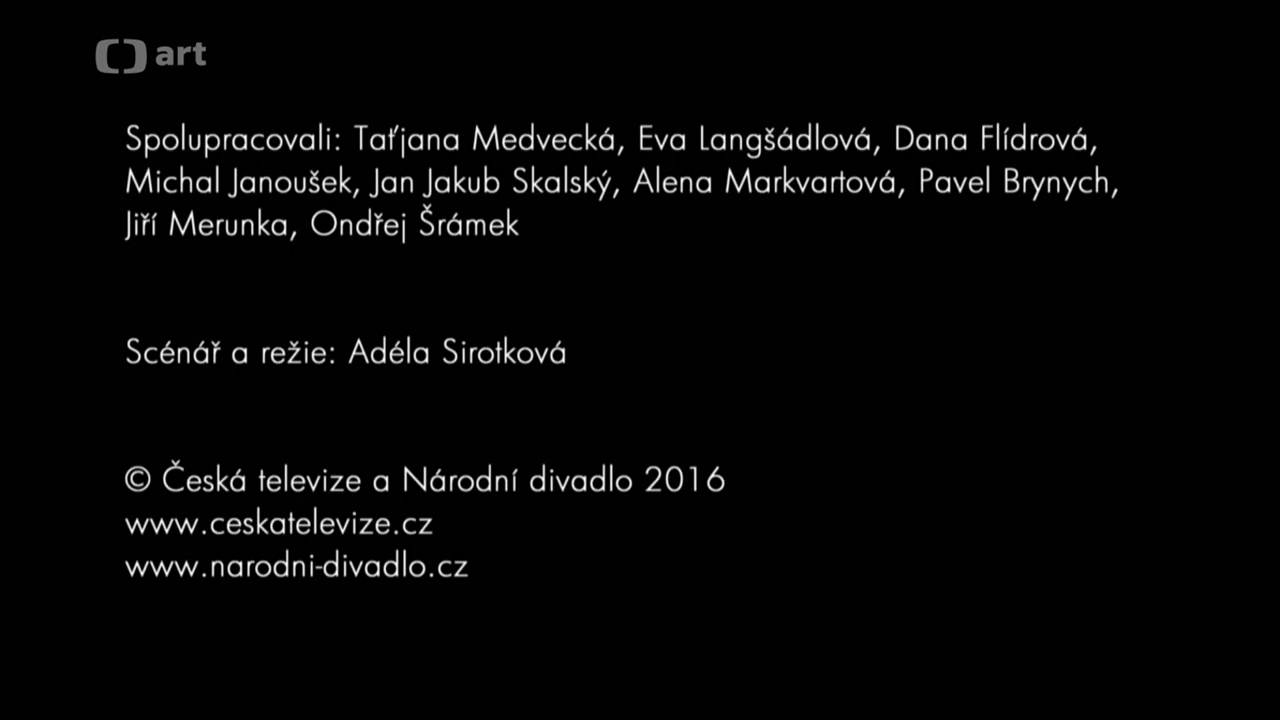 art
Spolupracovali: Taťjana Medvecká, Eva Langšádlová, Dana Flídrová,
Michal Janoušek, Jan Jakub Skalský, Alena Markvartová, Pavel Brynych,
Jiří Merunka, Ondřej Šrámek
Scénář a režie: Adéla Sirotková
© Česká televize a Národní divadlo 2016
www.ceskatelevize.cz
www.narodni-divadlo.cz